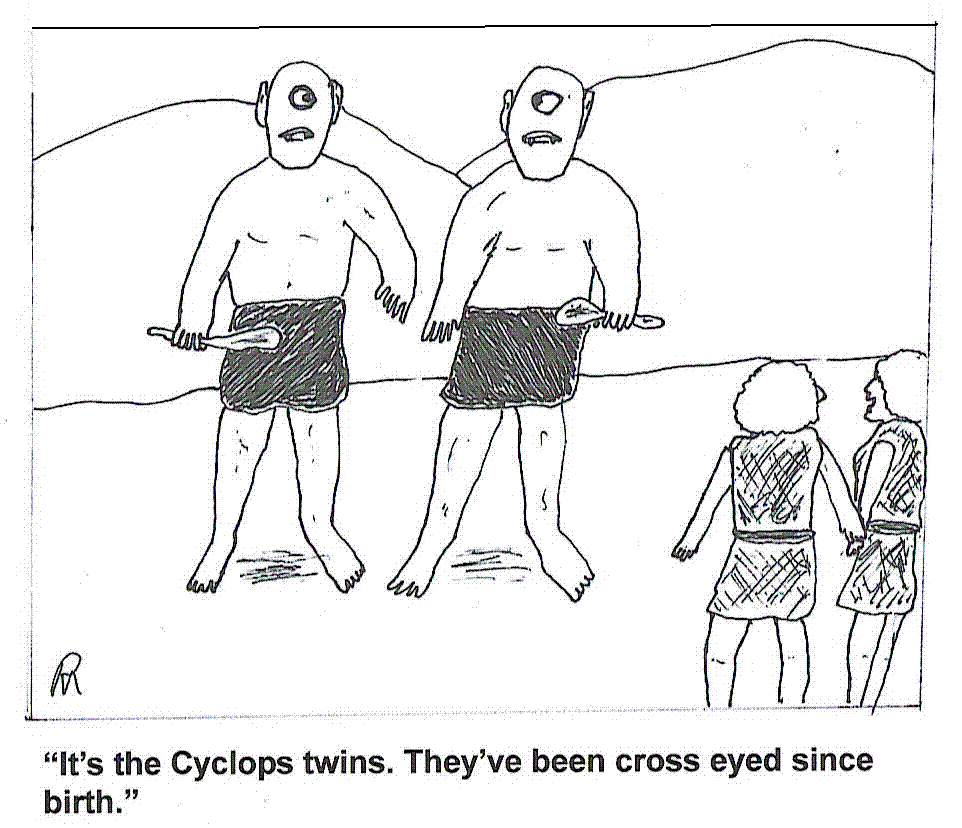 “It’s the Cyclops twins. They’ve been cross eyed since
birth.”